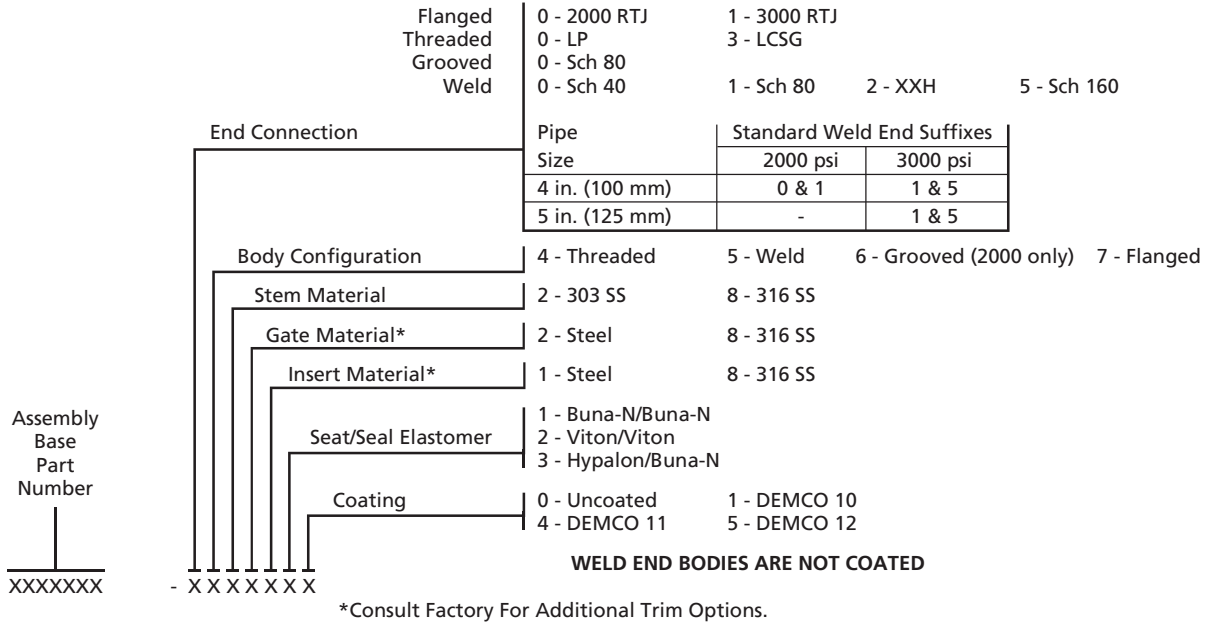 Flanged 0 - 2000 RTJ 1 - 3000 RTJ
Threaded 0 - LP 3 - LCSG
Grooved 0 - Sch 80
Weld 0 - Sch 40 1 - Sch 80 2 - XXH 5 - Sch 160
End Connection Pipe Standard Weld End Suffixes
Size 2000 psi 3000 psi
4 in. (100 mm) 0 & 1 1 & 5
5 in. (125 mm) - 1 & 5
Body Configuration 4 - Threaded 5 - Weld 6 - Grooved (2000 only) 7 - Flanged
Stem Material 2 - 303 SS 8 - 316 SS
Gate Material* 2 - Steel 8 - 316 SS
Insert Material* 1 - Steel 8 - 316 SS
Seat/Seal Elastomer 1 - Buna-N/Buna-N
2 - Viton/Viton
3 - Hypalon/Buna-N
Coating 0 - Uncoated 1 - DEMCO 10
4 - DEMCO 11 5 - DEMCO 12
WELD END BODIES ARE NOT COATED
Assembly
Base
Part
Number
XXXXXXX - X X X X X X X
*Consult Factory For Additional Trim Options.